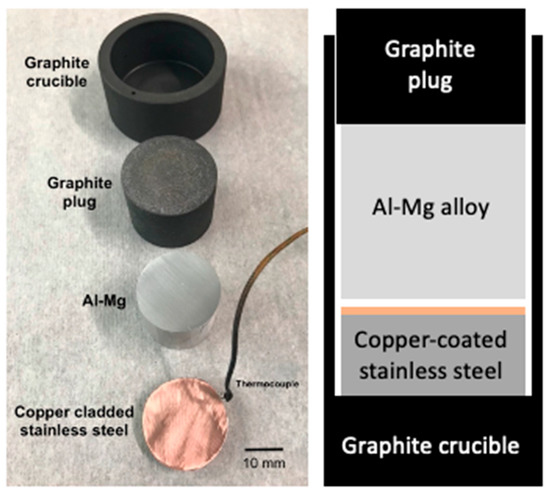 Graphite
crucible
Graphite
plug
Al-Mg
Thermocouple
Copper cladded
stainless steel
10 mm
Graphite
plug
Al-Mg alloy
Copper-coated
stainless steel
Graphite crucible